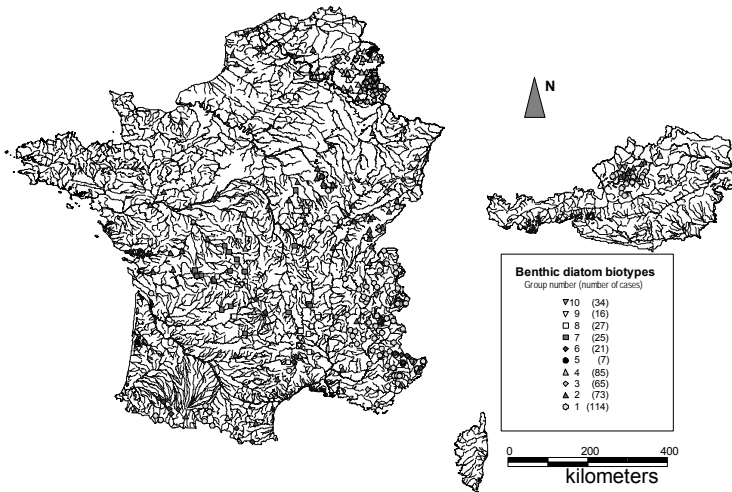 N
Benthic diatom biotypes
Group number (number of cases)
10 (34)
9 (16)
8 (27)
7 (25)
6 (21)
5 (7)
4 (85)
3 (65)
2 (73)
1 (114)
0 200 400
kilometers